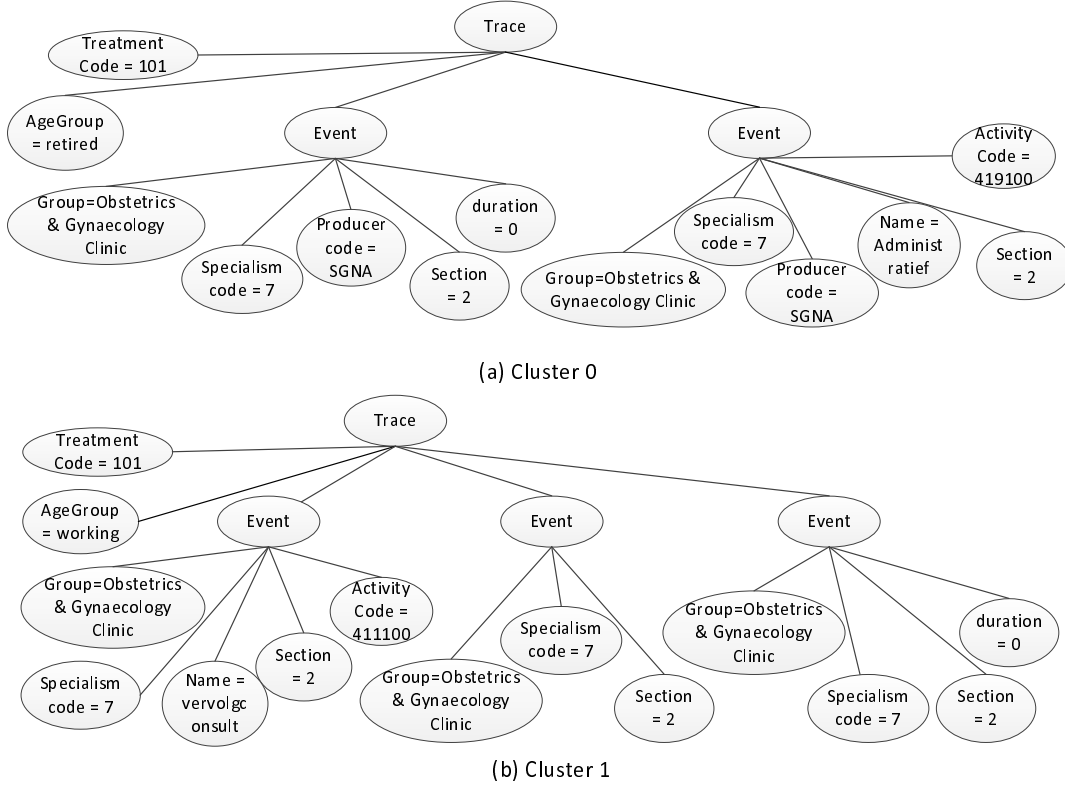 Trace
Treatment
Code = 101
AgeGroup
= retired
Event
Event
Activity
Code =
419100
Group=Obstetrics
& Gynaecology
Clinic
Specialism
code = 7
Producer
code =
SGNA
Section
= 2
duration
= 0
Group=Obstetrics &
Gynaecology Clinic
Specialism
code = 7
Producer
code =
SGNA
Name =
Administ
ratief
Section
= 2
(a) Cluster 0
Trace
Treatment
Code = 101
AgeGroup
= working
Event
Event
Event
Group=Obstetrics
& Gynaecology
Clinic
Specialism
code = 7
Name =
vervolgc
onsult
Section
= 2
Activity
Code =
411100
Group=Obstetrics
& Gynaecology
Clinic
Specialism
code = 7
Section
= 2
Group=Obstetrics
& Gynaecology
Clinic
Specialism
code = 7
Section
= 2
duration
= 0
(b) Cluster 1